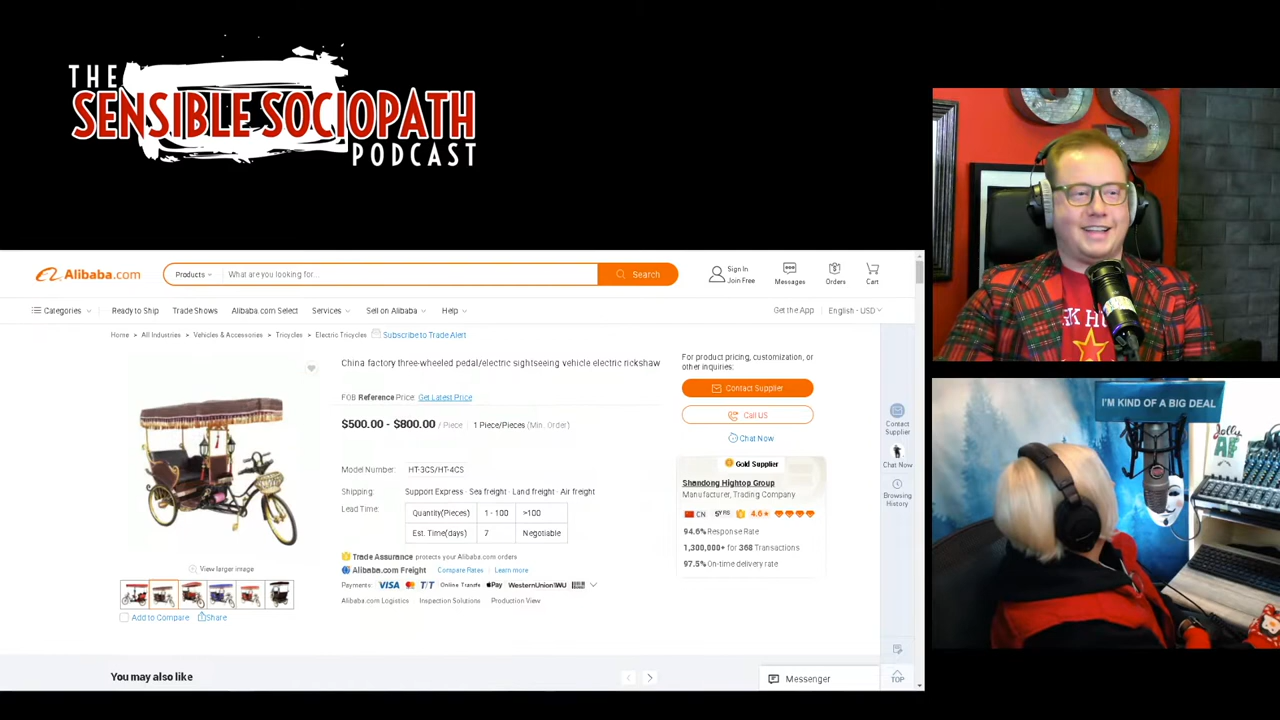 THE
SENSIBLE SOCIOPATH
PODCAST
Alibaba.com
Products
What are you looking for...
Search
Sign In
Join Free
Messages
Orders
Cart
Categories
Ready to Ship
Trade Shows
Alibaba.com Select
Services
Sell on Alibaba
Help
Get the App
English - USD
Home > All Industries > Vehicles & Accessories > Tricycles > Electric Tricycles
Subscribe to Trade Alert
China factory three-wheeled pedal/electric sightseeing vehicle electric rickshaw
FOB Reference Price: Get Latest Price
$500.00 - $800.00 / Piece | 1 Piece/Pieces (Min. Order)
Model Number: HT-3CS/HT-4CS
Shipping: Support Express · Sea freight · Land freight · Air freight
Lead Time: Quantity(Pieces) 1 - 100 >100
Est. Time(days) 7 Negotiable
Trade Assurance protects your Alibaba.com orders
Alibaba.com Freight Compare Rates Learn more
Payments: VISA T/T Online Transfe Pay WesternUnion WU
Alibaba.com Logistics Inspection Solutions Production View
View larger image
Add to Compare
Share
For product pricing, customization, or
other inquiries:
Contact Supplier
Call US
Chat Now
Gold Supplier
Shandong Hightop Group
Manufacturer, Trading Company
CN 5YRS 4.6
94.6% Response Rate
1,300,000+ for 368 Transactions
97.5% On-time delivery rate
Contact
Supplier
Chat Now
Browsing
History
TOP
You may also like
Messenger
I'M KIND OF A BIG DEAL
Jolly
AF